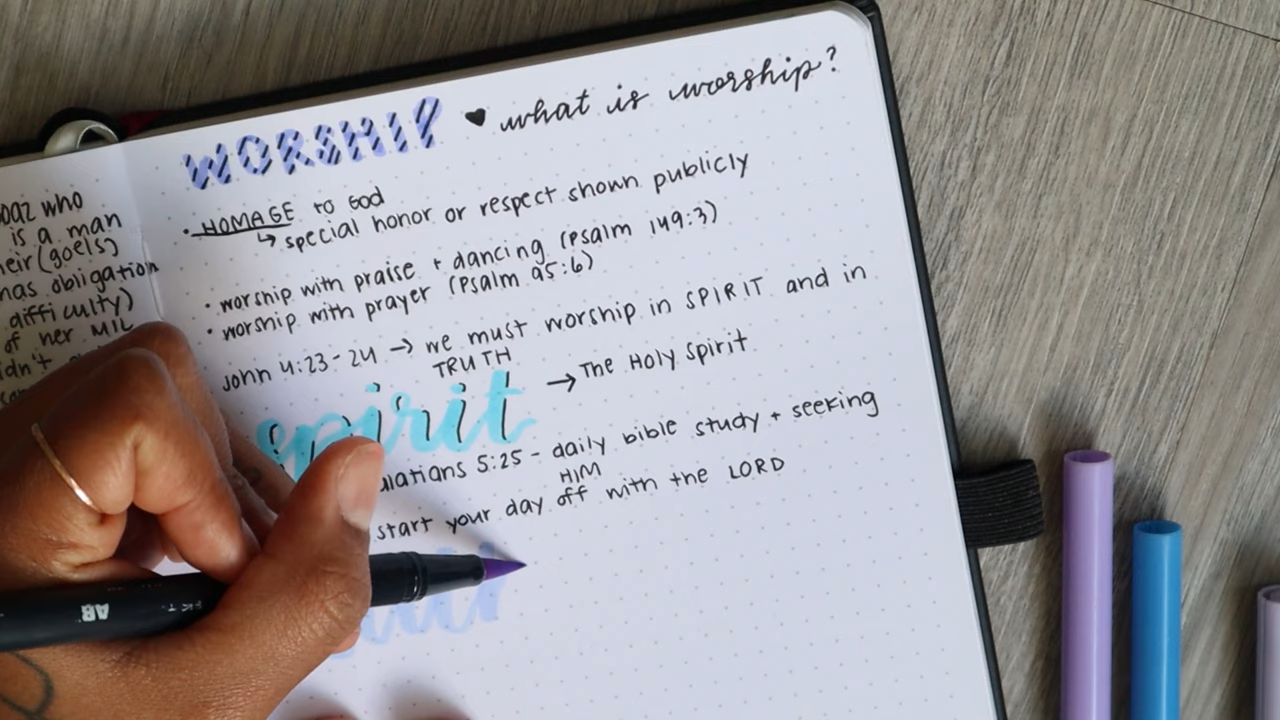 WORSHIP ♥ what is worship?
• HOMAGE to God
↳ special honor or respect shown publicly
• worship with praise + dancing (Psalm 149:3)
• worship with prayer (Psalm 95:6)
John 4:23-24 → we must worship in SPIRIT and in
TRUTH
spirit → The Holy Spirit
alatians 5:25 - daily bible study + seeking
HIM
start your day off with the LORD
who
is a man
(goels)
has obligation
difficulty)
of her MIL
AB